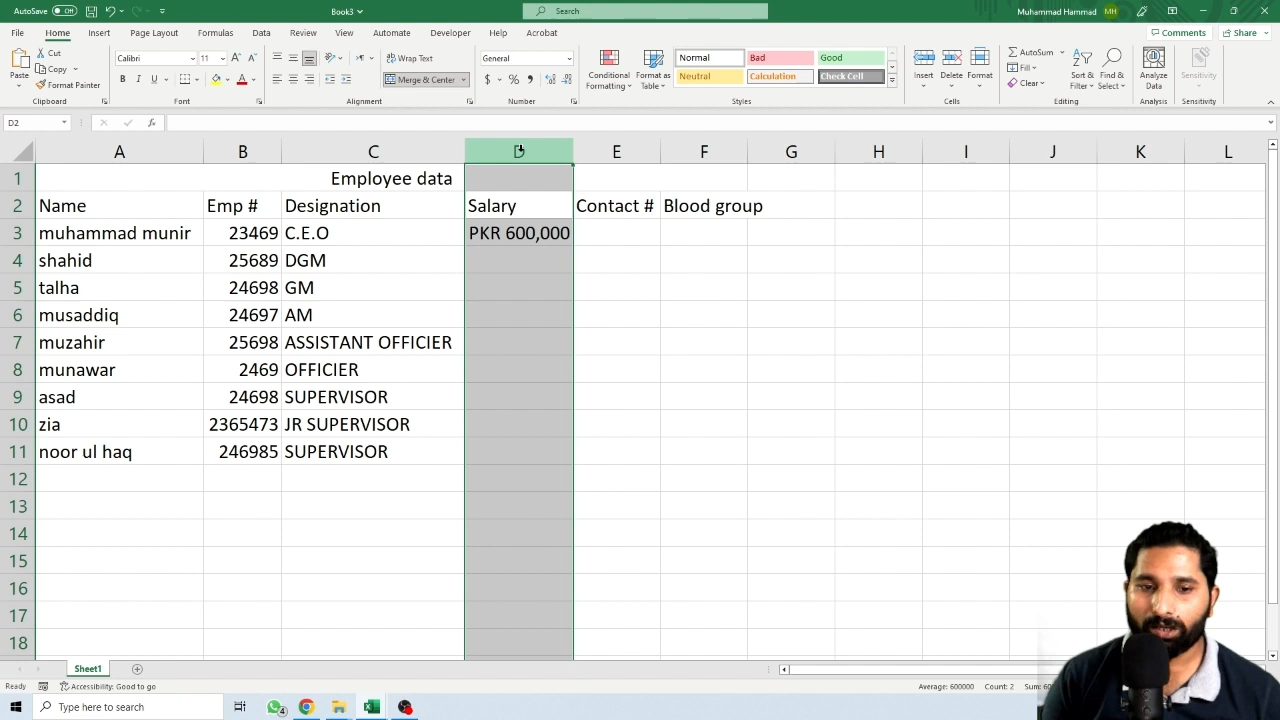 AutoSave Off Book3 Search Muhammad Hammad MH
File Home Insert Page Layout Formulas Data Review View Automate Developer Help Acrobat Comments Share
Paste Cut Copy Format Painter Clipboard
Calibri 11 B I U Font
Wrap Text Merge & Center Alignment
General $ % Number
Conditional Formatting Format as Table
Normal Bad Good
Neutral Calculation Check Cell
Styles
Insert Delete Format Cells
AutoSum Fill Clear Sort & Filter Find & Select Editing
Analyze Data Analysis
Sensitivity Sensitivity
D2 fx
A B C D E F G H I J K L
1 Employee data
2 Name Emp # Designation Salary Contact # Blood group
3 muhammad munir 23469 C.E.O PKR 600,000
4 shahid 25689 DGM
5 talha 24698 GM
6 musaddiq 24697 AM
7 muzahir 25698 ASSISTANT OFFICIER
8 munawar 2469 OFFICIER
9 asad 24698 SUPERVISOR
10 zia 2365473 JR SUPERVISOR
11 noor ul haq 246985 SUPERVISOR
12
13
14
15
16
17
18
Sheet1
Ready Accessibility: Good to go Average: 600000 Count: 2
Type here to search 4